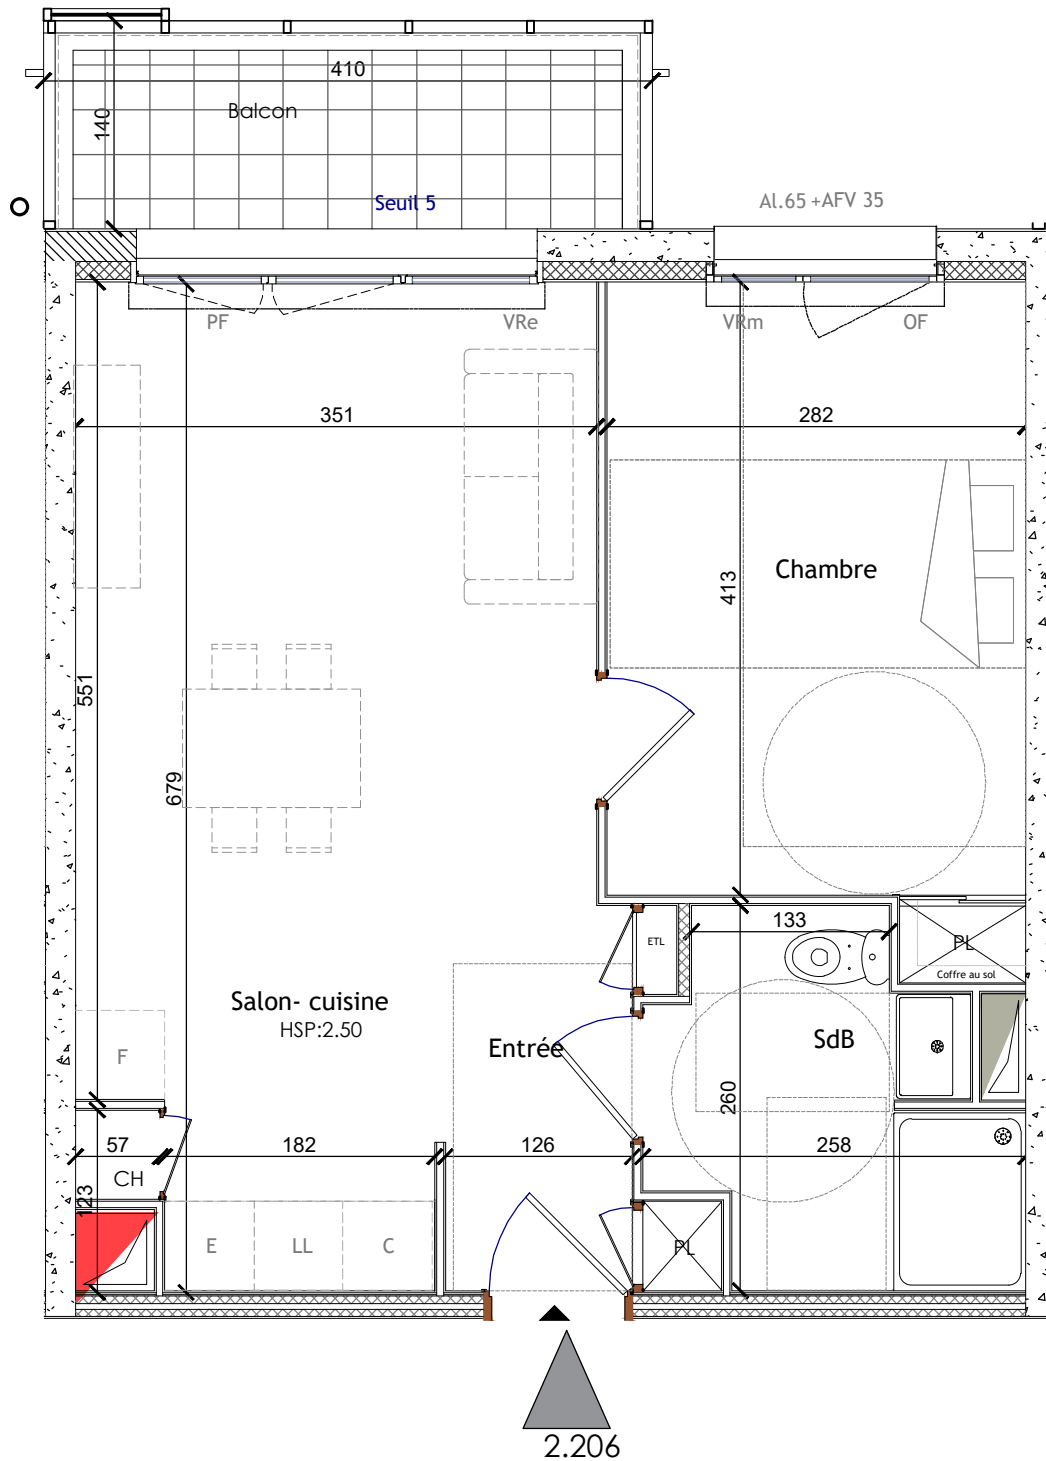 410
140
Balcon
Seuil 5
Al.65 +AFV 35
PF
VRe
VRm
OF
351
282
Chambre
413
551
679
133
ETL
PL
Coffre au sol
Salon- cuisine
HSP:2.50
Entrée
SdB
F
260
57
182
126
258
CH
123
E
LL
C
PL
2.206